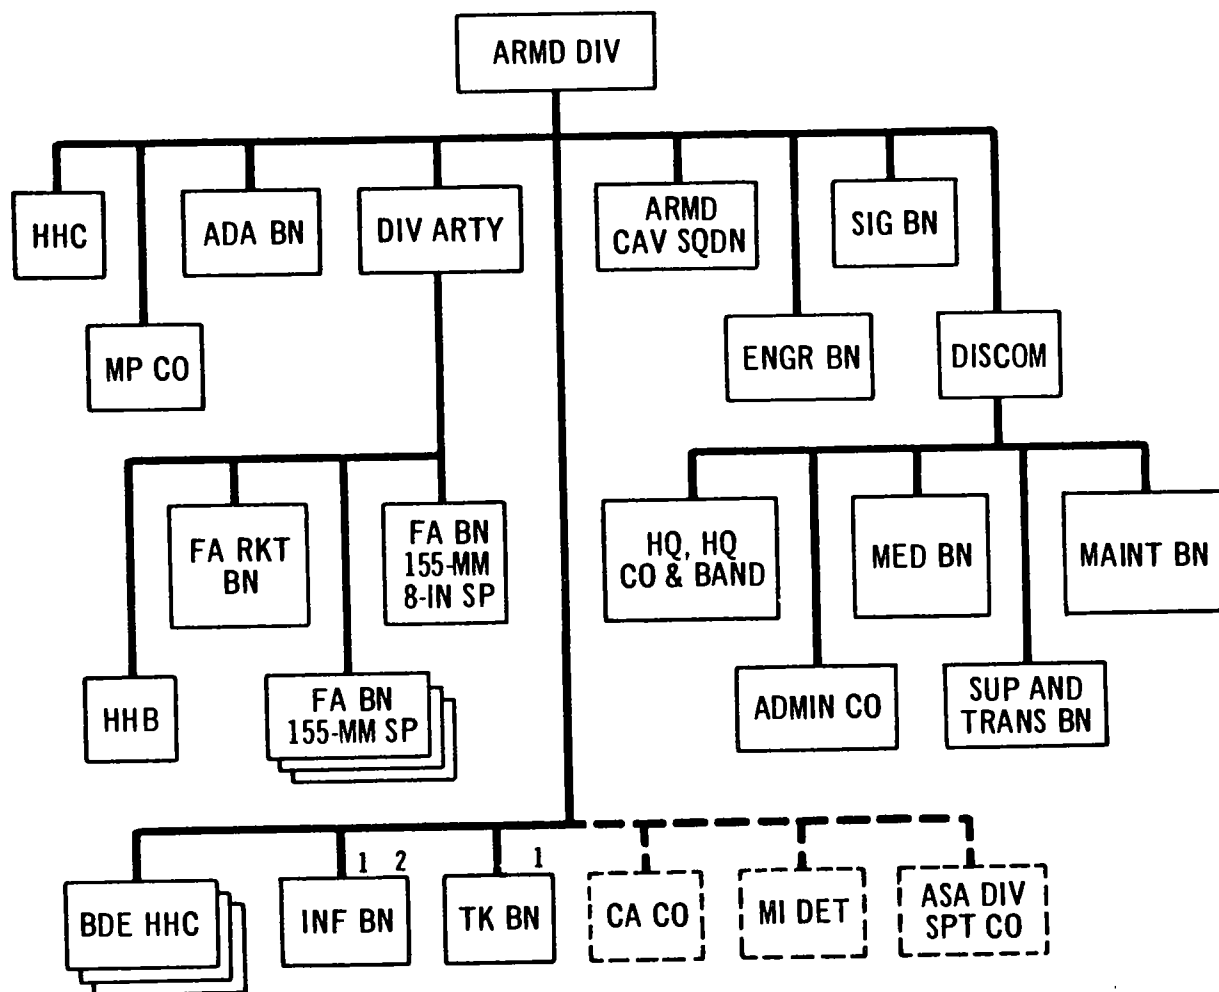 ARMD DIV
HHC
ADA BN
DIV ARTY
ARMD
CAV SQDN
SIG BN
MP CO
ENGR BN
DISCOM
FA RKT
BN
FA BN
155-MM
8-IN SP
HQ, HQ
CO & BAND
MED BN
MAINT BN
HHB
FA BN
155-MM SP
ADMIN CO
SUP AND
TRANS BN
1 2
1
BDE HHC
INF BN
TK BN
CA CO
MI DET
ASA DIV
SPT CO